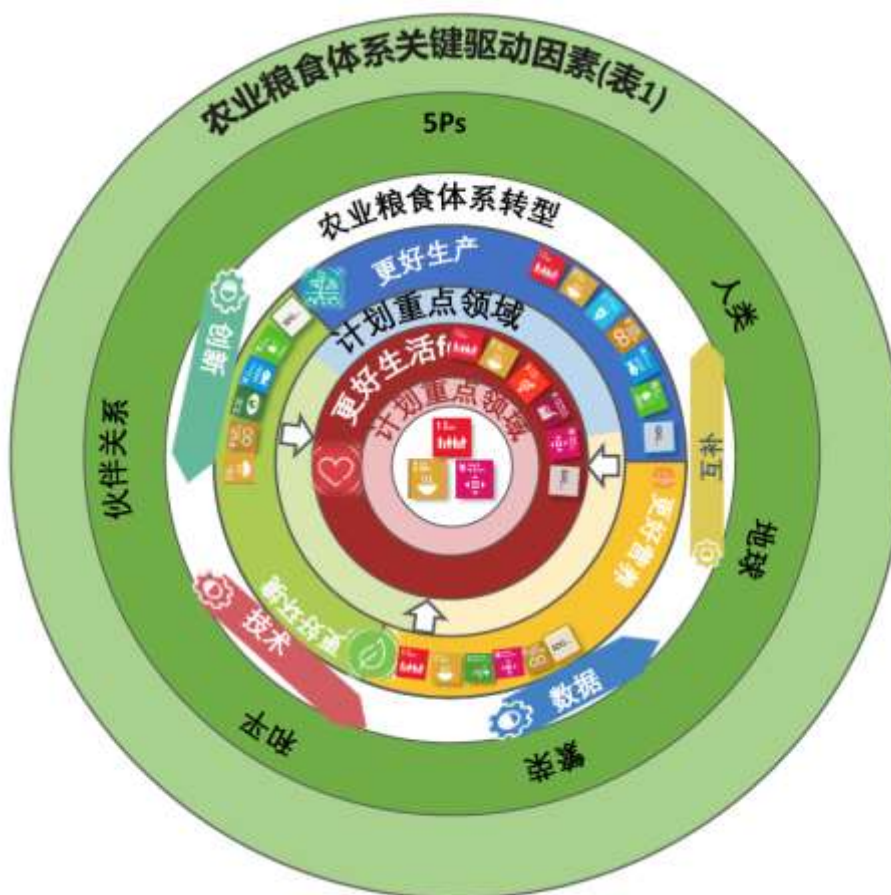 农业粮食体系关键驱动因素(表1)
5Ps
农业粮食体系转型
更好生产
计划重点领域
更好生活f
计划重点领域
人类
地球
繁荣
和平
伙伴关系
创新
互补
数据
技术
更好营养
更好环境